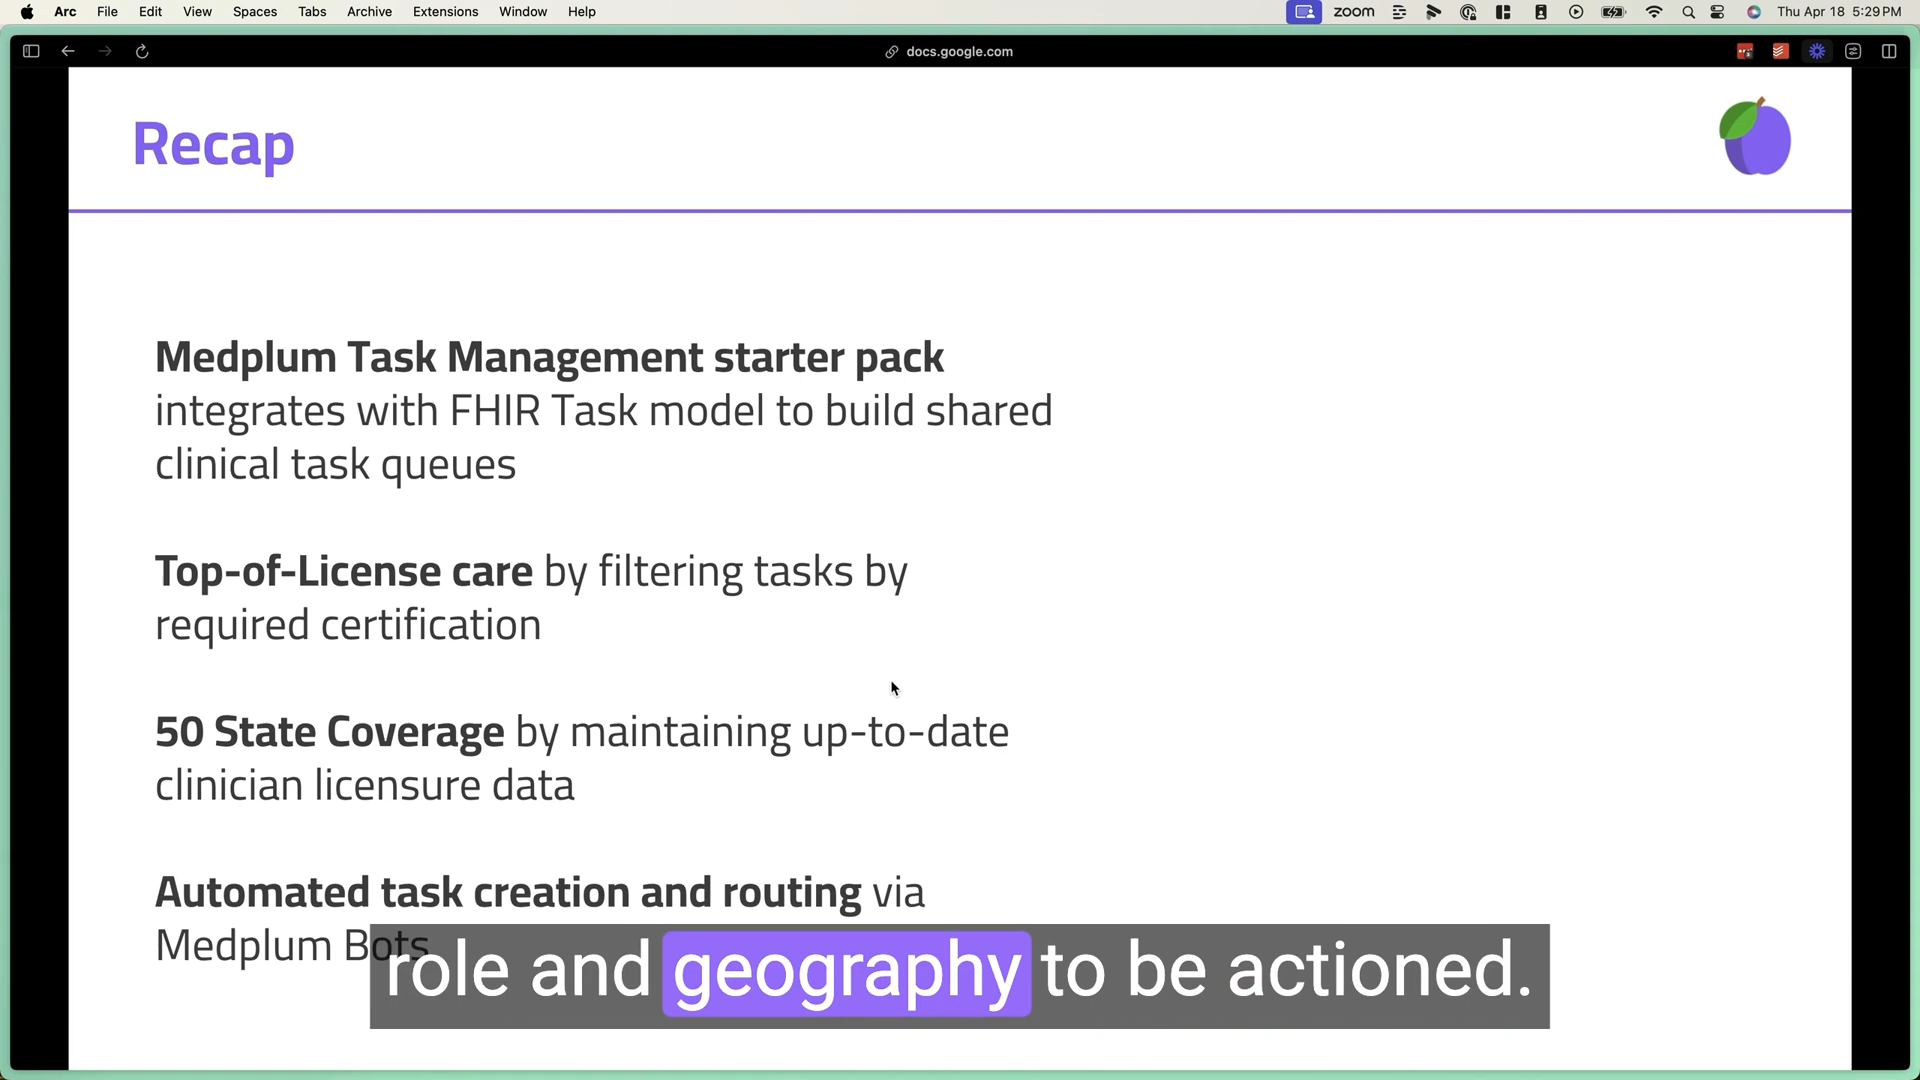 Arc File Edit View Spaces Tabs Archive Extensions Window Help zoom Thu Apr 18 5:29 PM
docs.google.com
Recap
Medplum Task Management starter pack
integrates with FHIR Task model to build shared
clinical task queues
Top-of-License care by filtering tasks by
required certification
50 State Coverage by maintaining up-to-date
clinician licensure data
Automated task creation and routing via
Medplum Bots
role and geography to be actioned.